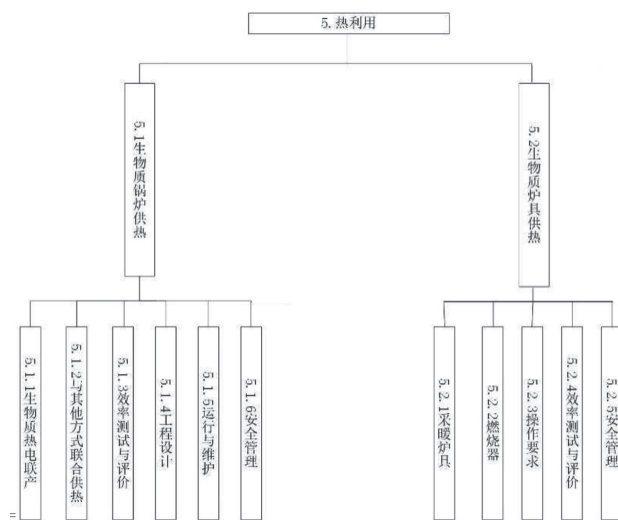 5. 热利用
5.1生物质锅炉供热
5.2生物质炉具供热
5.1.1生物质热电联产
5.1.2与其他方式联合供热
5.1.3效率测试与评价
5.1.4工程设计
5.1.5运行与维护
5.1.6安全管理
5.2.1采暖炉具
5.2.2燃烧器
5.2.3操作要求
5.2.4效率测试与评价
5.2.5安全管理